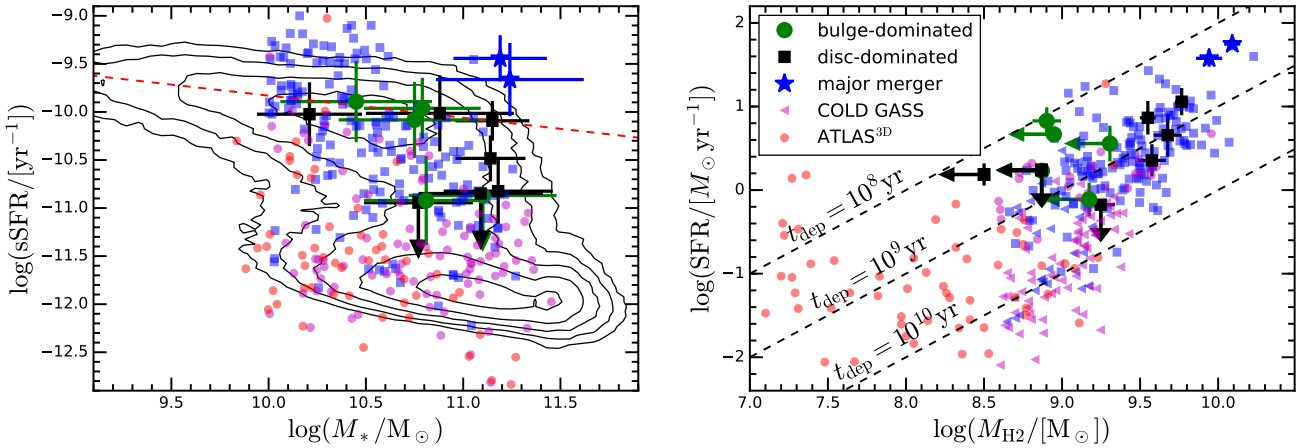 −9.0
−9.5
−10.0
−10.5
−11.0
−11.5
−12.0
−12.5
log(sSFR/[yr⁻¹])
9.5 10.0 10.5 11.0 11.5
log(M*/M⊙)
2
1
0
−1
−2
log(SFR/[M⊙ yr⁻¹])
bulge-dominated
disc-dominated
major merger
COLD GASS
ATLAS³ᴰ
t_dep = 10⁸ yr
t_dep = 10⁹ yr
t_dep = 10¹⁰ yr
7.0 7.5 8.0 8.5 9.0 9.5 10.0
log(M_H2/[M⊙])